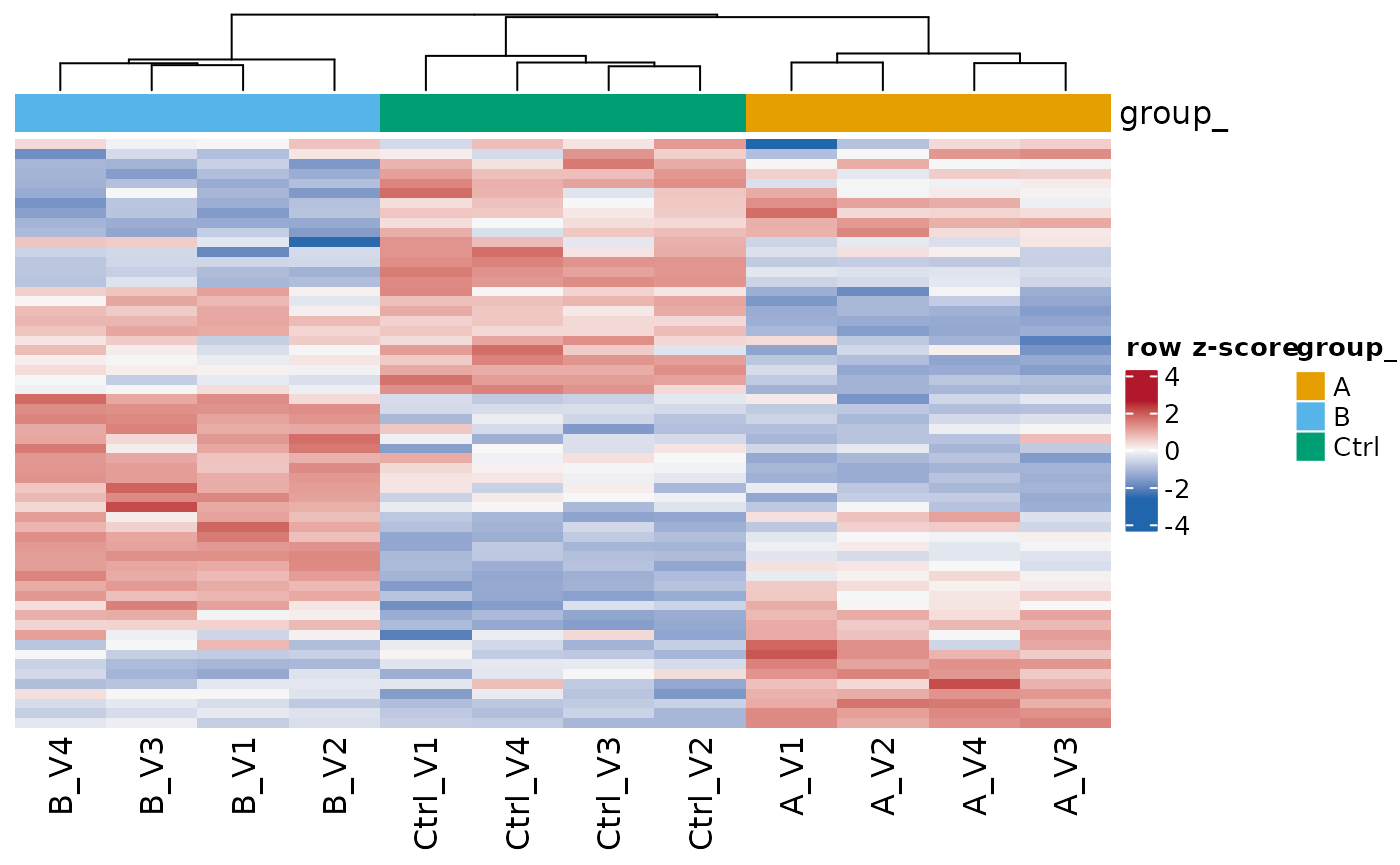 group_
row z-score
4
2
0
-2
-4
group_
A
B
Ctrl
B_V4
B_V3
B_V1
B_V2
Ctrl_V1
Ctrl_V4
Ctrl_V3
Ctrl_V2
A_V1
A_V2
A_V4
A_V3